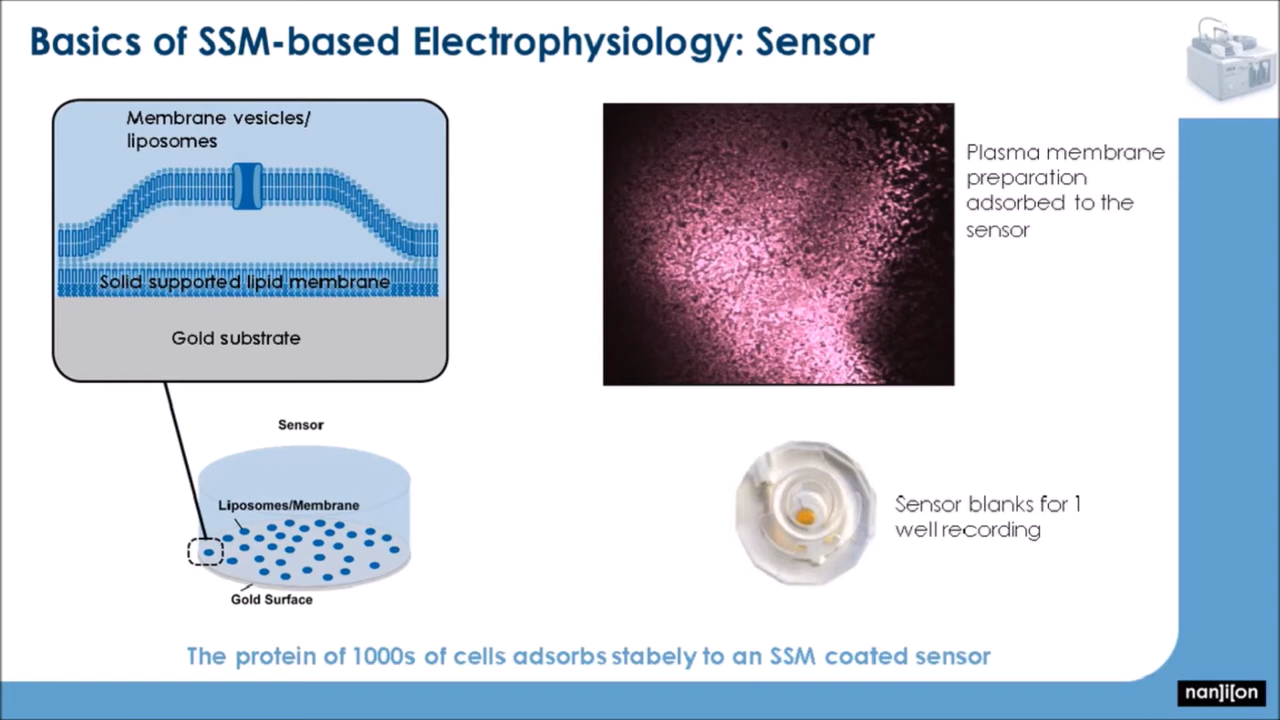 Basics of SSM-based Electrophysiology: Sensor
Membrane vesicles/
liposomes
Solid supported lipid membrane
Gold substrate
Plasma membrane
preparation
adsorbed to the
sensor
Sensor
Liposomes/Membrane
Gold Surface
Sensor blanks for 1
well recording
The protein of 1000s of cells adsorbs stabely to an SSM coated sensor
nan]i[on